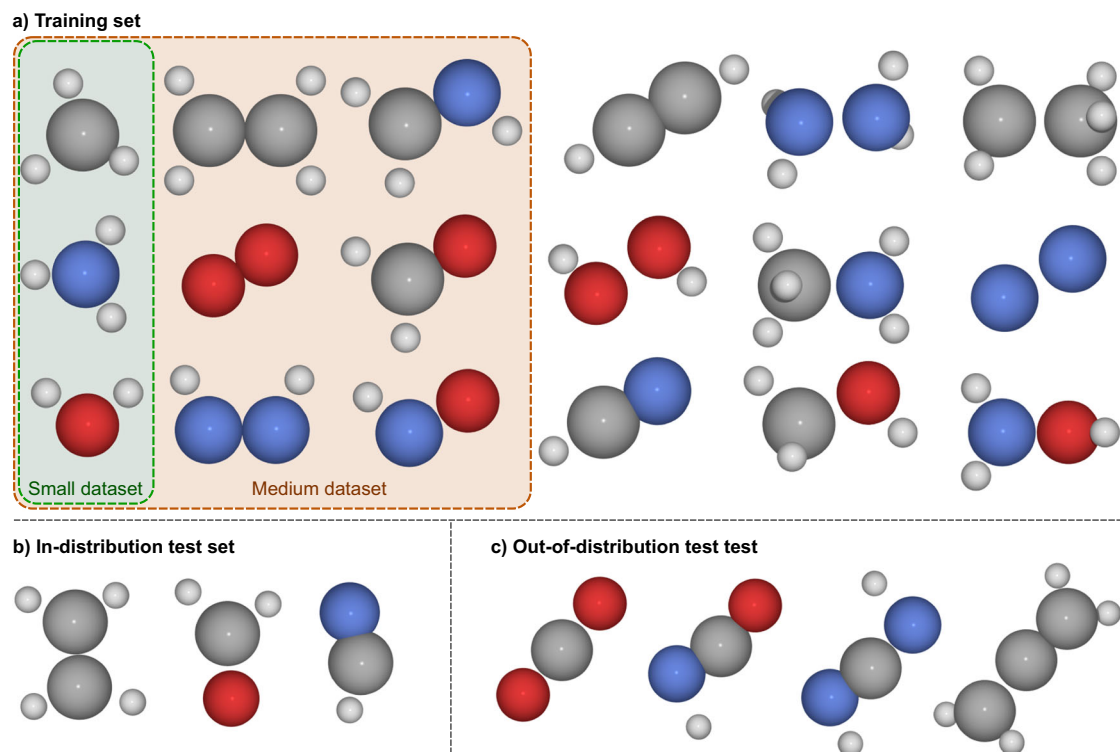 a) Training set
Small dataset
Medium dataset
b) In-distribution test set
c) Out-of-distribution test test